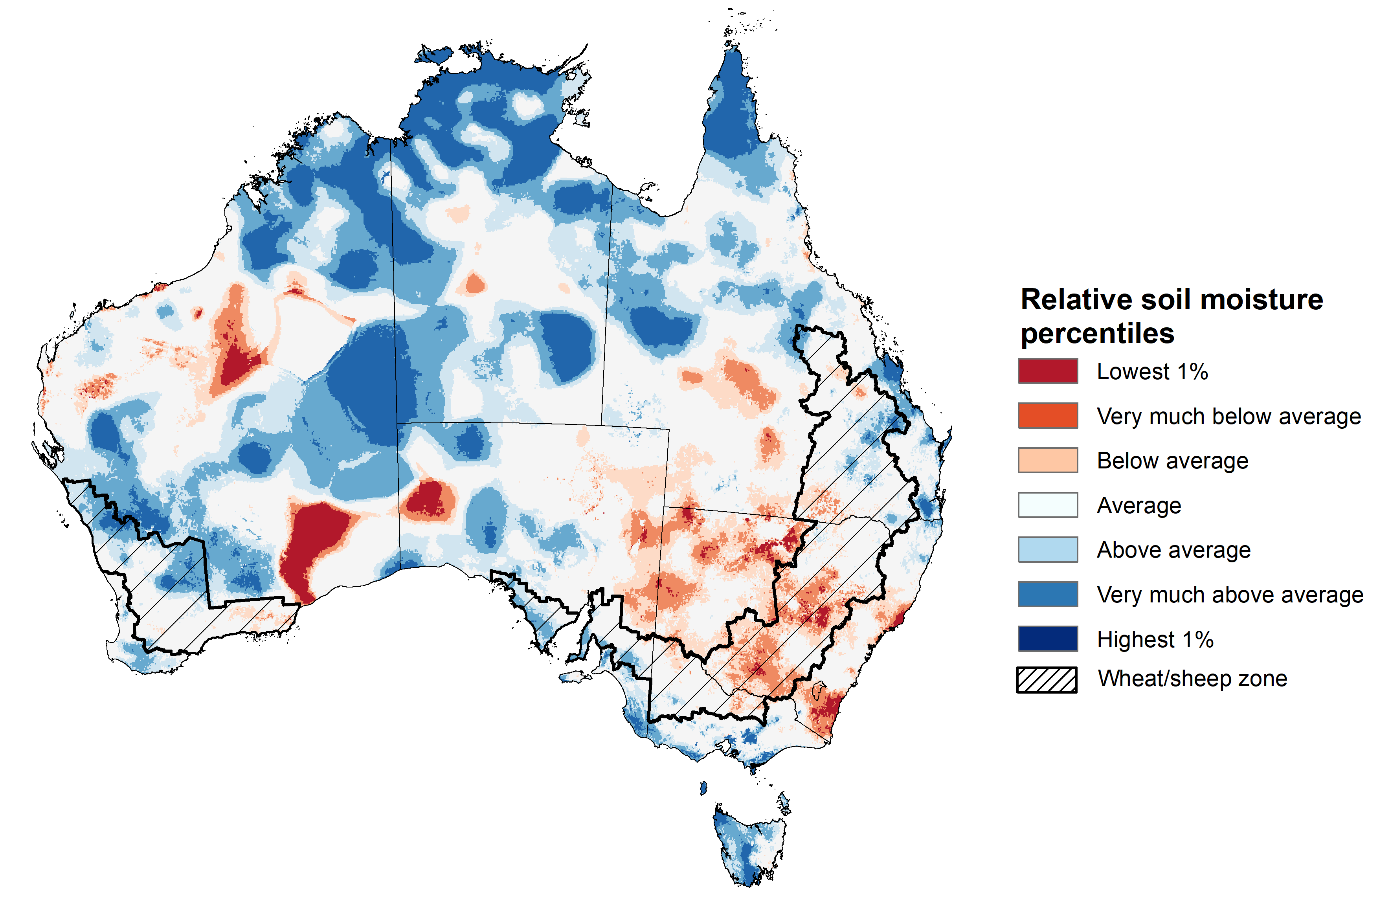 Relative soil moisture
percentiles
Lowest 1%
Very much below average
Below average
Average
Above average
Very much above average
Highest 1%
Wheat/sheep zone